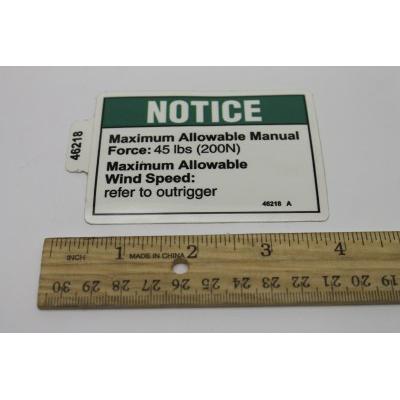 NOTICE
46218
Maximum Allowable Manual
Force: 45 lbs (200N)
Maximum Allowable
Wind Speed:
refer to outrigger
46218 A
INCH 1 MADE IN CHINA 2 3 4
30 29 28 27 26 25 24 23 22 21 20 19 18